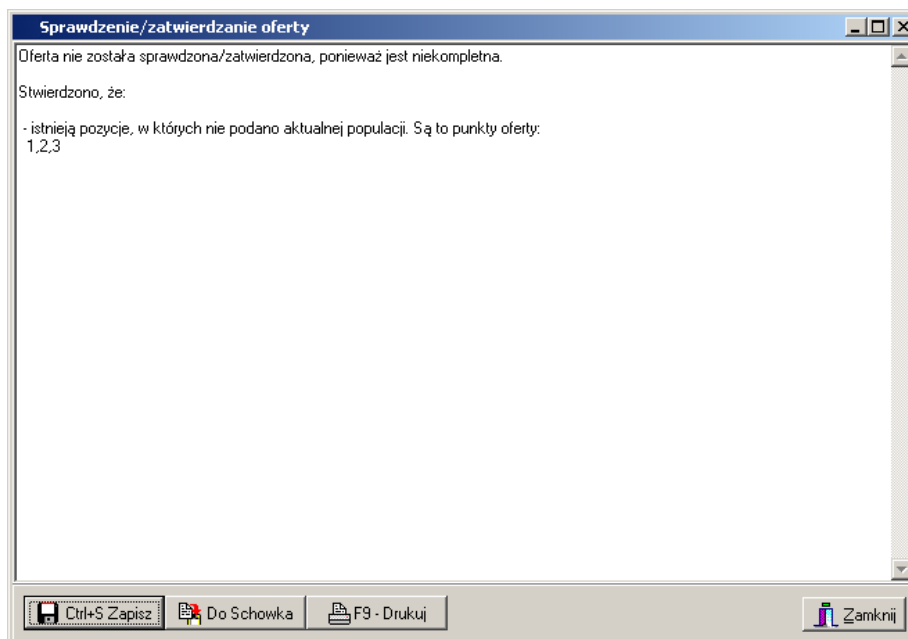 Sprawdzenie/zatwierdzanie oferty
Oferta nie została sprawdzona/zatwierdzona, ponieważ jest niekompletna.
Stwierdzono, że:
- istnieją pozycje, w których nie podano aktualnej populacji. Są to punkty oferty:
1,2,3
Ctrl+S Zapisz Do Schowka F9 - Drukuj Zamknij